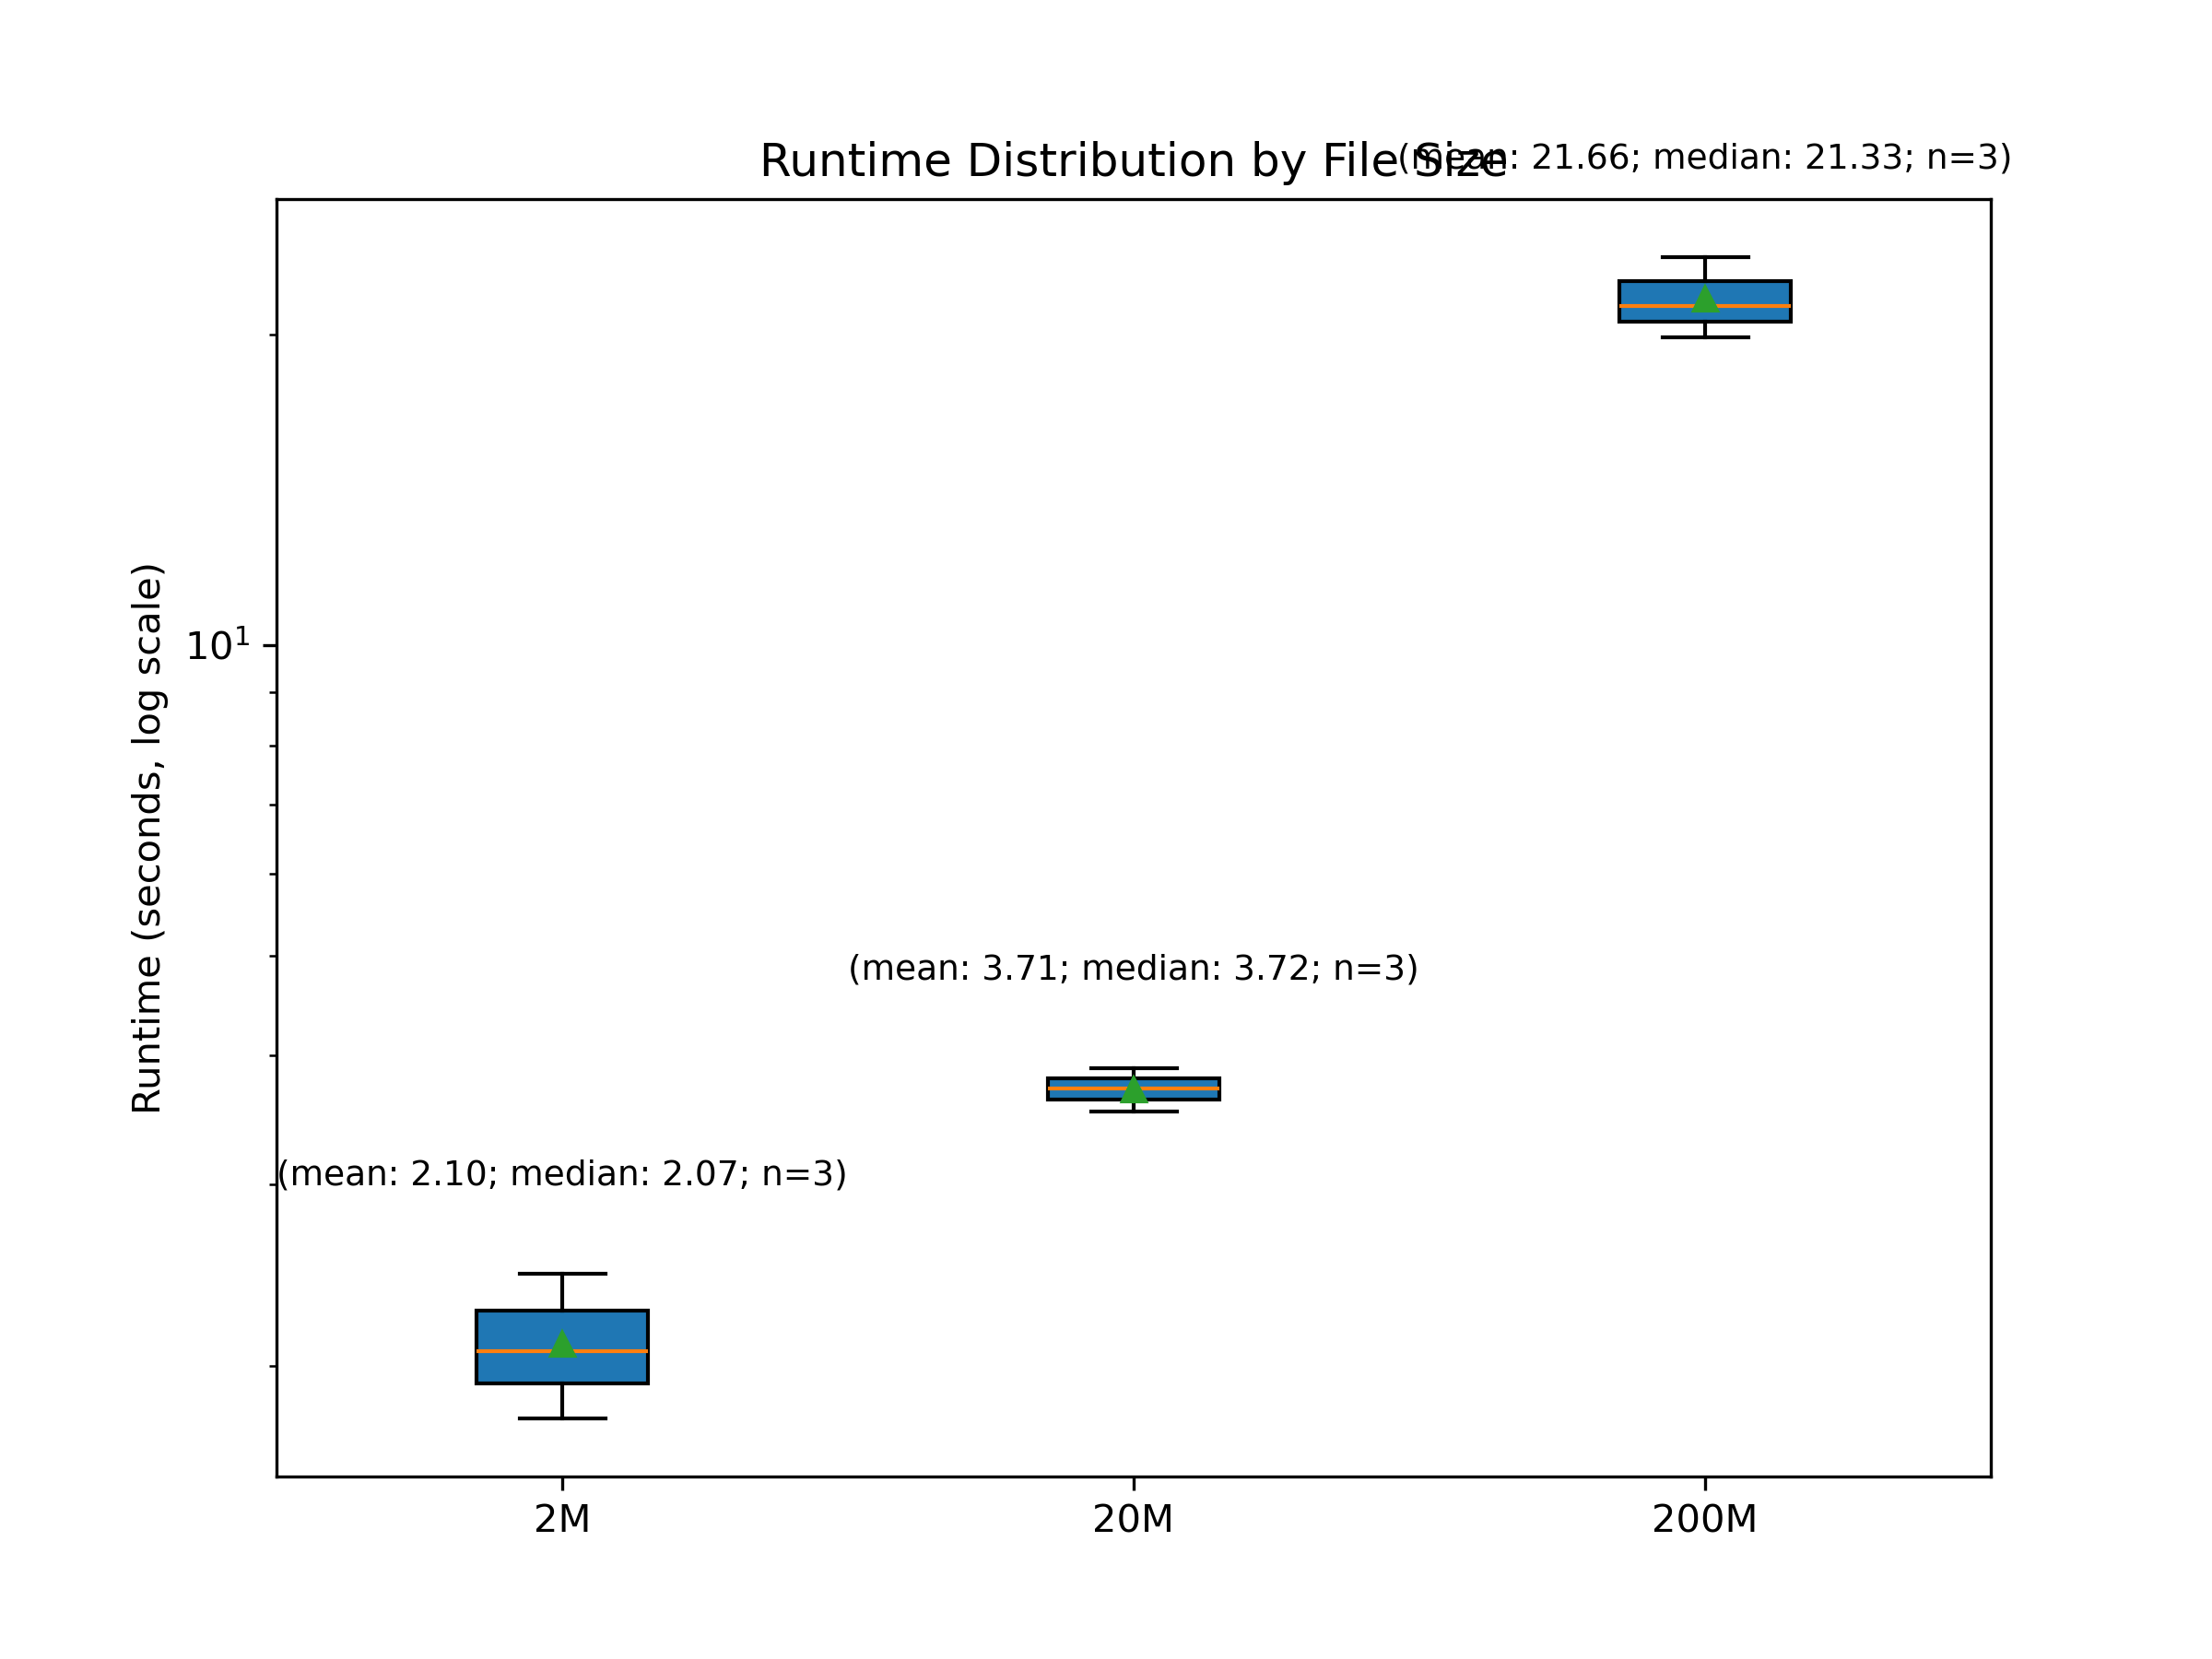 Runtime Distribution by File Size
(mean: 21.66; median: 21.33; n=3)
Runtime (seconds, log scale)
10¹
(mean: 3.71; median: 3.72; n=3)
(mean: 2.10; median: 2.07; n=3)
2M
20M
200M